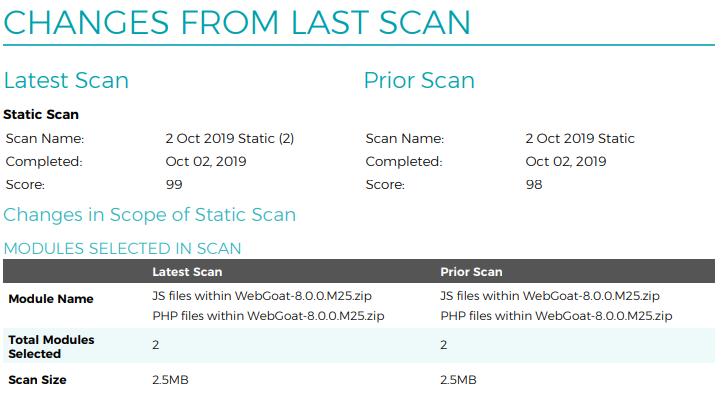 CHANGES FROM LAST SCAN
Latest Scan Prior Scan
Static Scan
Scan Name: 2 Oct 2019 Static (2) Scan Name: 2 Oct 2019 Static
Completed: Oct 02, 2019 Completed: Oct 02, 2019
Score: 99 Score: 98
Changes in Scope of Static Scan
MODULES SELECTED IN SCAN
Latest Scan Prior Scan
Module Name JS files within WebGoat-8.0.0.M25.zip JS files within WebGoat-8.0.0.M25.zip
PHP files within WebGoat-8.0.0.M25.zip PHP files within WebGoat-8.0.0.M25.zip
Total Modules Selected 2 2
Scan Size 2.5MB 2.5MB